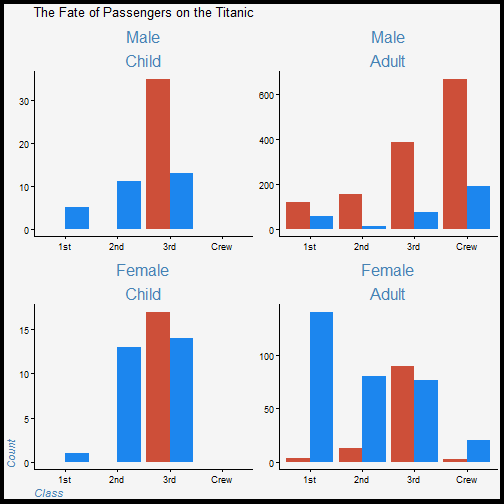 The Fate of Passengers on the Titanic
Male
Child
Male
Adult
30
20
10
0
1st 2nd 3rd Crew
600
400
200
0
1st 2nd 3rd Crew
Female
Child
Female
Adult
15
10
5
0
1st 2nd 3rd Crew
100
50
0
1st 2nd 3rd Crew
Count
Class